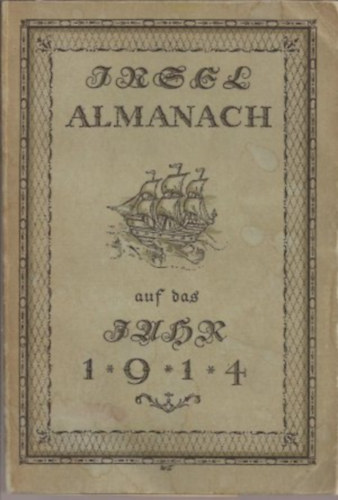 INSEL
ALMANACH
auf das
JAHR
1*9*1*4